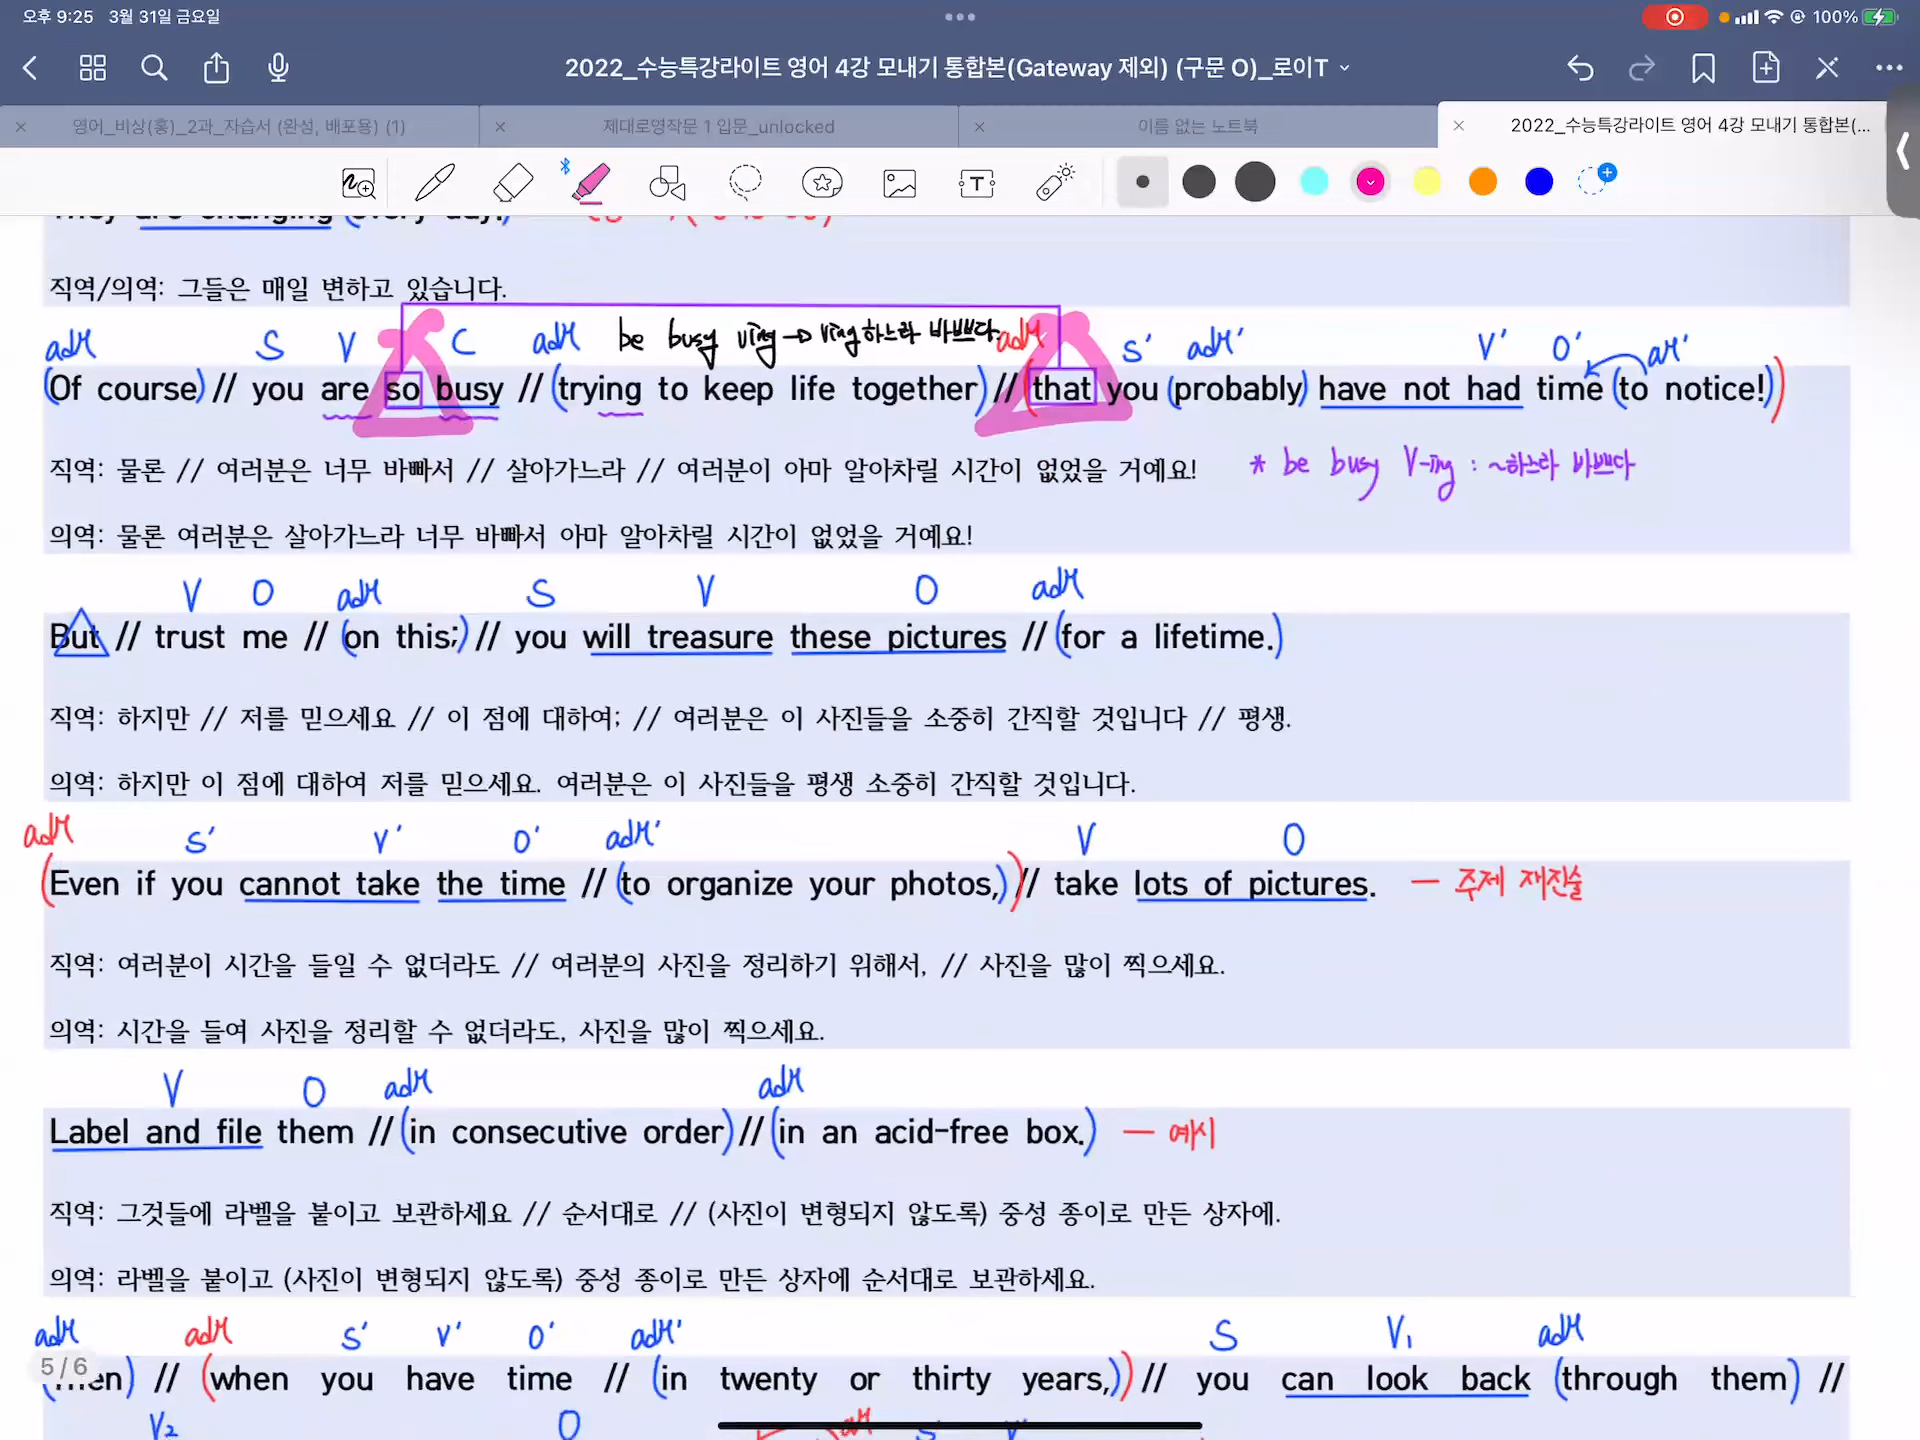 오후 9:25 3월 31일 금요일
100%
2022_수능특강라이트 영어 4강 모내기 통합본(Gateway 제외) (구문 O)_로이T
영어_비상(홍)_2과_자습서 (완성, 배포용) (1)
제대로영작문 1 입문_unlocked
이름 없는 노트북
2022_수능특강라이트 영어 4강 모내기 통합본(...
They are changing (every day.)
직역/의역: 그들은 매일 변하고 있습니다.
adM S V C adM be busy ving → ving하느라 바쁘다. adM S' adM' V' O' aM'
(Of course) // you are so busy // (trying to keep life together) // (that you (probably) have not had time (to notice!))
직역: 물론 // 여러분은 너무 바빠서 // 살아가느라 // 여러분이 아마 알아차릴 시간이 없었을 거예요! * be busy V-ing : ~하느라 바쁘다
의역: 물론 여러분은 살아가느라 너무 바빠서 아마 알아차릴 시간이 없었을 거예요!
V O adM S V O adM
But // trust me // (on this;) // you will treasure these pictures // (for a lifetime.)
직역: 하지만 // 저를 믿으세요 // 이 점에 대하여; // 여러분은 이 사진들을 소중히 간직할 것입니다 // 평생.
의역: 하지만 이 점에 대하여 저를 믿으세요. 여러분은 이 사진들을 평생 소중히 간직할 것입니다.
adM S' V' O' adM' V O
(Even if you cannot take the time // (to organize your photos,)) // take lots of pictures. — 주제 재진술
직역: 여러분이 시간을 들일 수 없더라도 // 여러분의 사진을 정리하기 위해서, // 사진을 많이 찍으세요.
의역: 시간을 들여 사진을 정리할 수 없더라도, 사진을 많이 찍으세요.
V O adM adM
Label and file them // (in consecutive order) // (in an acid-free box.) — 예시
직역: 그것들에 라벨을 붙이고 보관하세요 // 순서대로 // (사진이 변형되지 않도록) 중성 종이로 만든 상자에.
의역: 라벨을 붙이고 (사진이 변형되지 않도록) 중성 종이로 만든 상자에 순서대로 보관하세요.
adM adM S' V' O' adM' S V1 adM
5/6
(Then) // (when you have time // (in twenty or thirty years,)) // you can look back (through them) //
V2 O